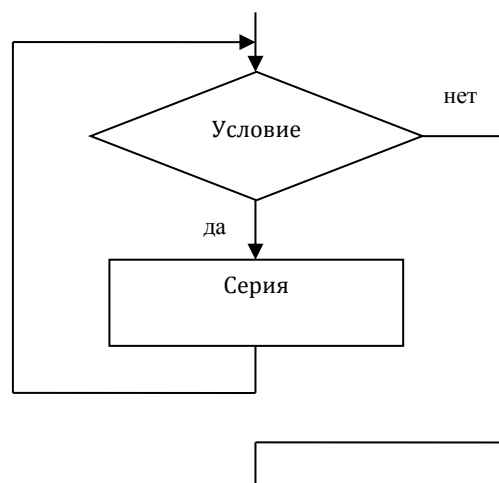 нет
Условие
да
Серия